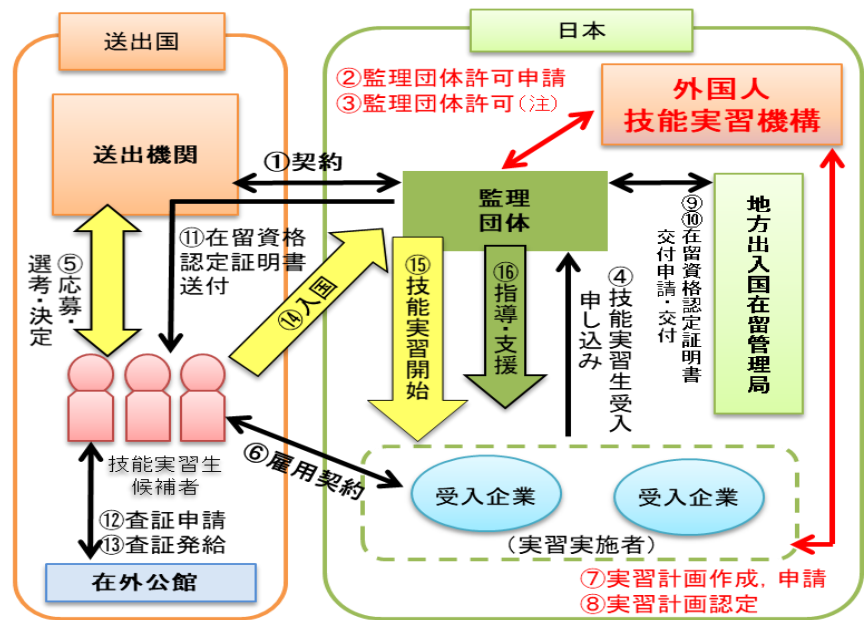 送出国
日本
②監理団体許可申請
③監理団体許可(注)
外国人
技能実習機構
送出機関
①契約
監理
団体
地方出入国在留管理局
⑨⑩在留資格認定証明書
交付申請・交付
⑪在留資格
認定証明書
送付
⑤応募・
選考・決定
⑭入国
⑮技能実習開始
⑯指導・支援
④技能実習生受入
申し込み
技能実習生
候補者
⑥雇用契約
受入企業
受入企業
(実習実施者)
⑫査証申請
⑬査証発給
在外公館
⑦実習計画作成, 申請
⑧実習計画認定